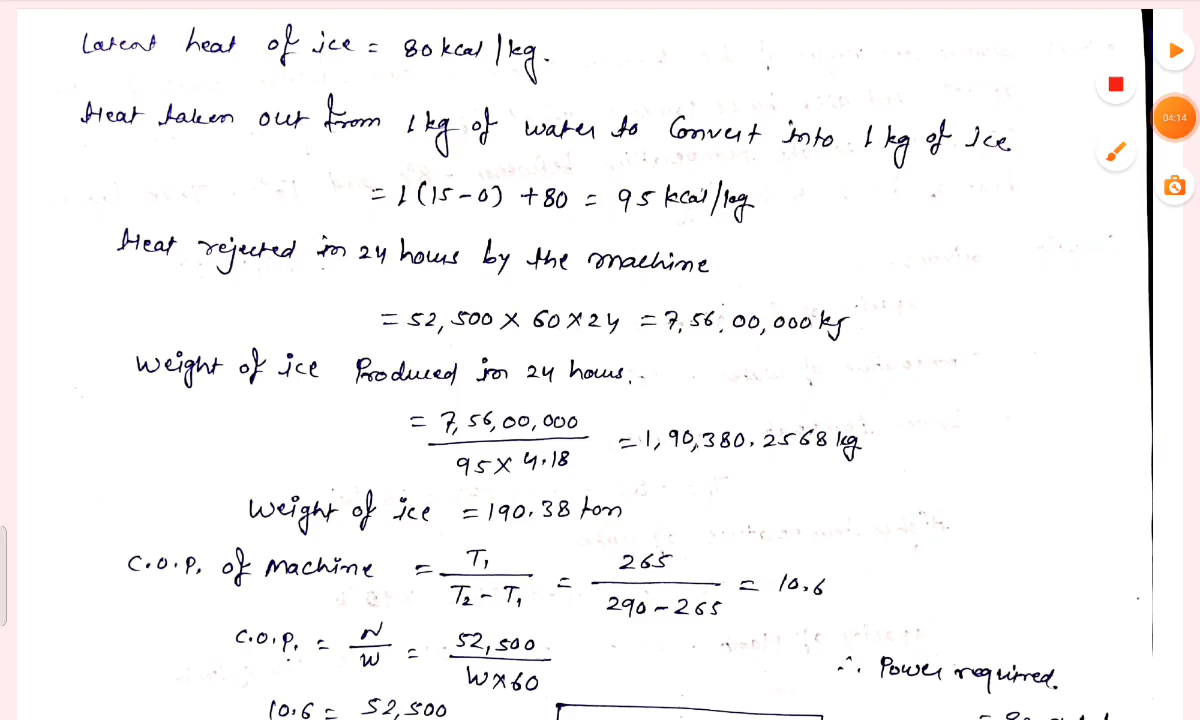 Latent heat of ice = 80 kcal/kg.
Heat taken out from 1 kg of water to Convert into 1 kg of Ice
= 1(15-0) + 80 = 95 kcal/kg
Heat rejected in 24 hours by the machine
= 52,500 X 60 X 24 = 7,56,00,000 kj
Weight of ice Produced in 24 hours.
= 7,56,00,000 / 95 X 4.18 = 1,90,380.2568 kg
Weight of ice = 190.38 ton
C.O.P. of Machine = T₁ / T₂ - T₁ = 265 / 290 - 265 = 10.6
C.O.P. = N / W = 52,500 / W X 60
∴ Power required.
10.6 = 52,500
04:14